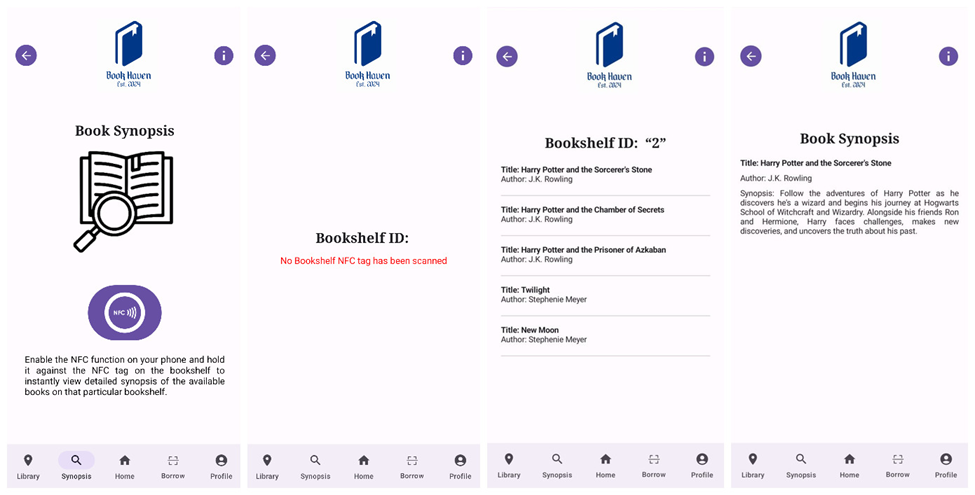 Book Haven
Est. 2024
Book Synopsis
NFC
Enable the NFC function on your phone and hold
it against the NFC tag on the bookshelf to
instantly view detailed synopsis of the available
books on that particular bookshelf.
Library
Synopsis
Home
Borrow
Profile
Book Haven
Est. 2024
Bookshelf ID:
No Bookshelf NFC tag has been scanned
Library
Synopsis
Home
Borrow
Profile
Book Haven
Est. 2024
Bookshelf ID: “2”
Title: Harry Potter and the Sorcerer's Stone
Author: J.K. Rowling
Title: Harry Potter and the Chamber of Secrets
Author: J.K. Rowling
Title: Harry Potter and the Prisoner of Azkaban
Author: J.K. Rowling
Title: Twilight
Author: Stephenie Meyer
Title: New Moon
Author: Stephenie Meyer
Library
Synopsis
Home
Borrow
Profile
Book Haven
Est. 2024
Book Synopsis
Title: Harry Potter and the Sorcerer's Stone
Author: J.K. Rowling
Synopsis: Follow the adventures of Harry Potter as he
discovers he's a wizard and begins his journey at Hogwarts
School of Witchcraft and Wizardry. Alongside his friends Ron
and Hermione, Harry faces challenges, makes new
discoveries, and uncovers the truth about his past.
Library
Synopsis
Home
Borrow
Profile